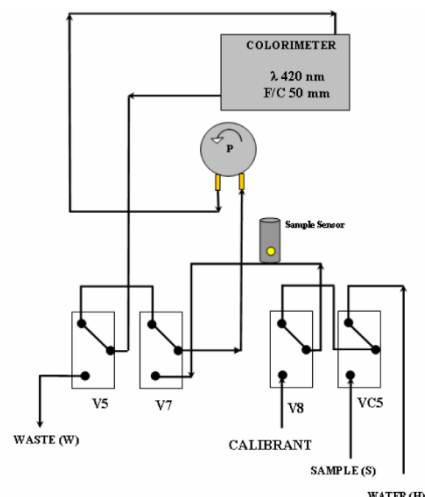 COLORIMETER
λ 420 nm
F/C 50 mm
P
Sample Sensor
V5
V7
V8
VC5
WASTE (W)
CALIBRANT
SAMPLE (S)
WATER (H)